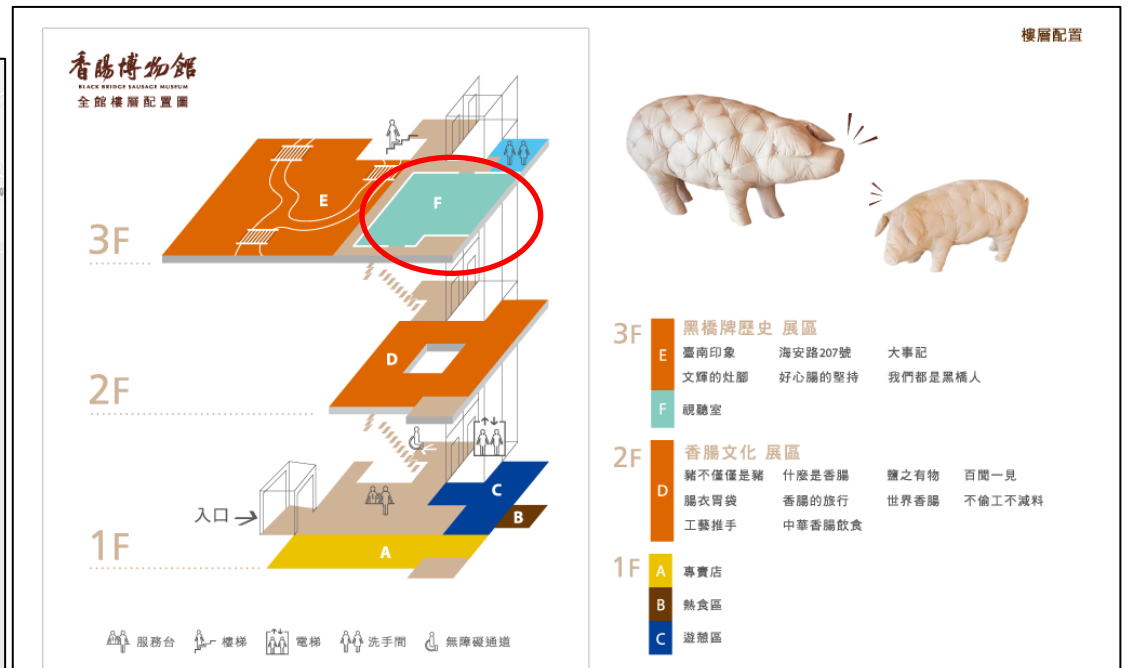 樓層配置
香腸博物館
BLACK BRIDGE SAUSAGE MUSEUM
全館樓層配置圖
E
F
3F
D
2F
C
B
入口
A
1F
服務台 樓梯 電梯 洗手間 無障礙通道
3F
E
黑橋牌歷史 展區
臺南印象 海安路207號 大事記
文輝的灶腳 好心腸的堅持 我們都是黑橋人
F 視聽室
2F
D
香腸文化 展區
豬不僅僅是豬 什麼是香腸 鹽之有物 百聞一見
腸衣胃袋 香腸的旅行 世界香腸 不偷工不減料
工藝推手 中華香腸飲食
1F A 專賣店
B 熱食區
C 遊憩區